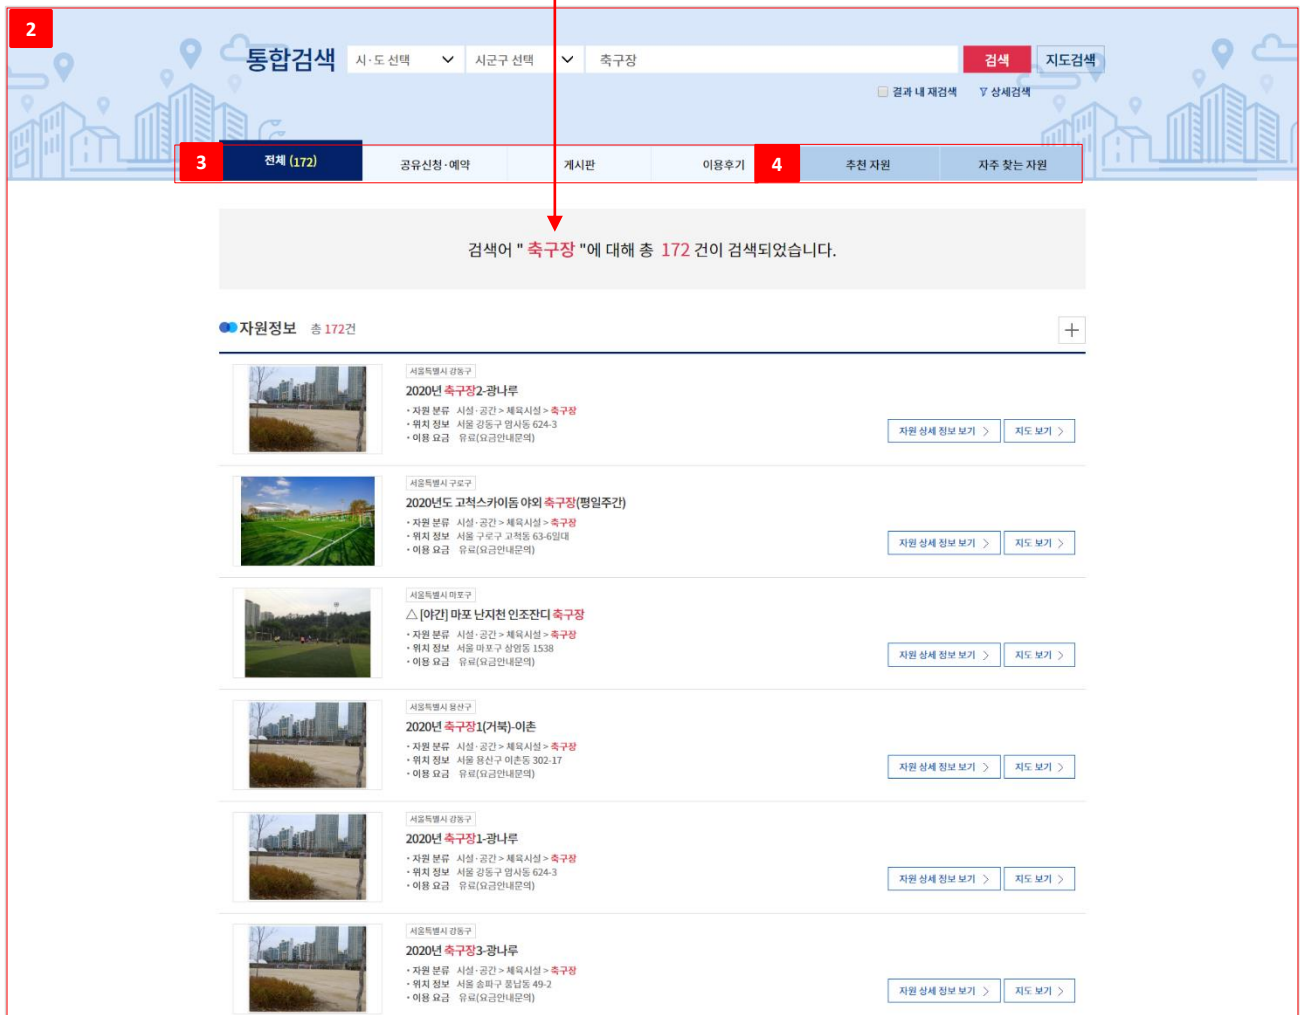 2
통합검색 시·도 선택 시군구 선택 축구장 검색 지도검색
결과 내 재검색 상세검색
3 전체 (172) 공유신청·예약 게시판 이용후기 4 추천 자원 자주 찾는 자원
검색어 " 축구장 "에 대해 총 172 건이 검색되었습니다.
자원정보 총 172건
서울특별시 강동구
2020년 축구장2-광나루
· 자원 분류 시설·공간 > 체육시설 > 축구장
· 위치 정보 서울 강동구 암사동 624-3
· 이용 요금 유료(요금안내문의)
자원 상세 정보 보기 > 지도 보기 >
서울특별시 구로구
2020년도 고척스카이돔 야외 축구장(평일주간)
· 자원 분류 시설·공간 > 체육시설 > 축구장
· 위치 정보 서울 구로구 고척동 63-6일대
· 이용 요금 유료(요금안내문의)
자원 상세 정보 보기 > 지도 보기 >
서울특별시 마포구
△ [야간] 마포 난지천 인조잔디 축구장
· 자원 분류 시설·공간 > 체육시설 > 축구장
· 위치 정보 서울 마포구 상암동 1538
· 이용 요금 유료(요금안내문의)
자원 상세 정보 보기 > 지도 보기 >
서울특별시 용산구
2020년 축구장1(거북)-이촌
· 자원 분류 시설·공간 > 체육시설 > 축구장
· 위치 정보 서울 용산구 이촌동 302-17
· 이용 요금 유료(요금안내문의)
자원 상세 정보 보기 > 지도 보기 >
서울특별시 강동구
2020년 축구장1-광나루
· 자원 분류 시설·공간 > 체육시설 > 축구장
· 위치 정보 서울 강동구 암사동 624-3
· 이용 요금 유료(요금안내문의)
자원 상세 정보 보기 > 지도 보기 >
서울특별시 강동구
2020년 축구장3-광나루
· 자원 분류 시설·공간 > 체육시설 > 축구장
· 위치 정보 서울 송파구 풍납동 49-2
· 이용 요금 유료(요금안내문의)
자원 상세 정보 보기 > 지도 보기 >